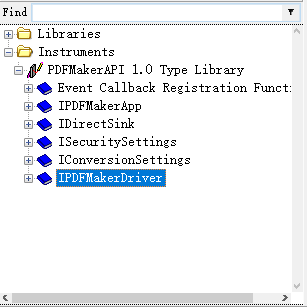 Find
Libraries
Instruments
PDFMakerAPI 1.0 Type Library
Event Callback Registration Functi
IPDFMakerApp
IDirectSink
ISecuritySettings
IConversionSettings
IPDFMakerDriver